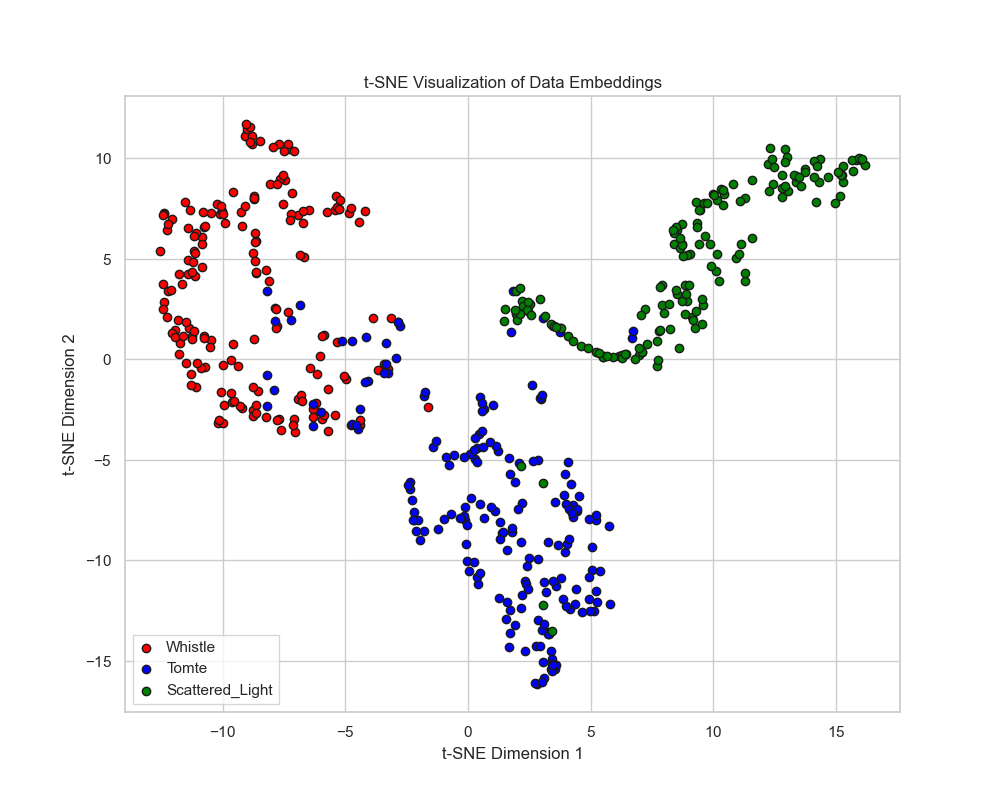 t-SNE Visualization of Data Embeddings
10
5
0
−5
−10
−15
t-SNE Dimension 2
Whistle
Tomte
Scattered_Light
−10
−5
0
5
10
15
t-SNE Dimension 1